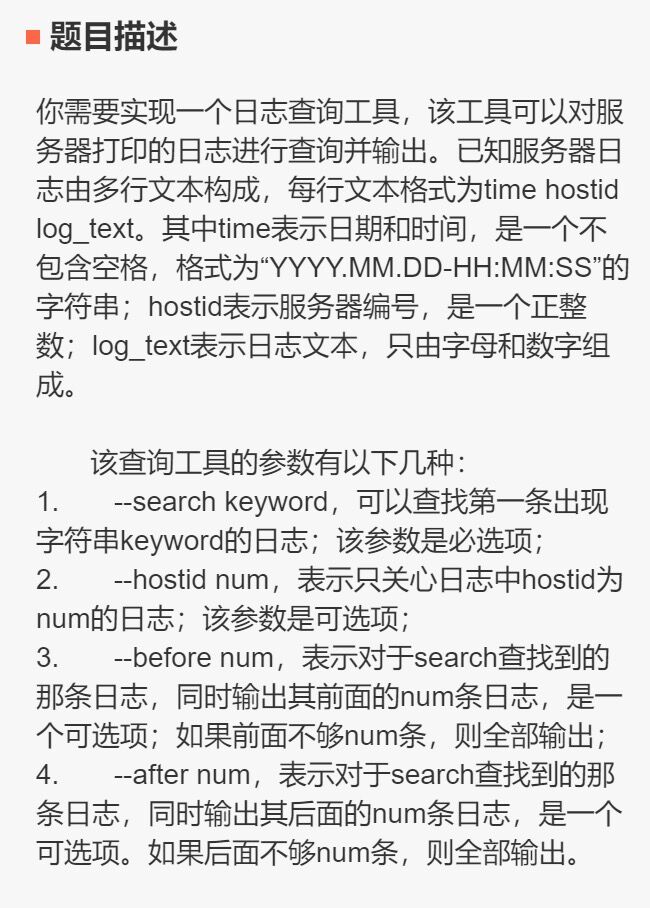 题目描述
你需要实现一个日志查询工具，该工具可以对服
务器打印的日志进行查询并输出。已知服务器日
志由多行文本构成，每行文本格式为time hostid
log_text。其中time表示日期和时间，是一个不
包含空格，格式为“YYYY.MM.DD-HH:MM:SS”的
字符串；hostid表示服务器编号，是一个正整
数；log_text表示日志文本，只由字母和数字组
成。
该查询工具的参数有以下几种：
1. --search keyword，可以查找第一条出现
字符串keyword的日志；该参数是必选项；
2. --hostid num，表示只关心日志中hostid为
num的日志；该参数是可选项；
3. --before num，表示对于search查找到的
那条日志，同时输出其前面的num条日志，是一
个可选项；如果前面不够num条，则全部输出；
4. --after num，表示对于search查找到的那
条日志，同时输出其后面的num条日志，是一个
可选项。如果后面不够num条，则全部输出。